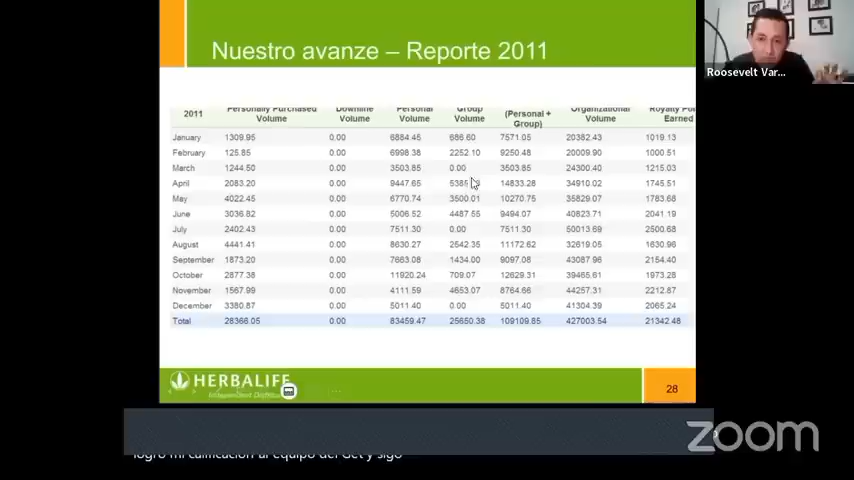 Nuestro avanze – Reporte 2011
Roosevelt Var...
2011 Personally Purchased Volume Downline Volume Personal Volume Group Volume (Personal + Group) Organizational Volume Royalty Earned
January 1309.95 0.00 6884.45 686.60 7571.05 20382.43 1019.13
February 125.85 0.00 6998.38 2252.10 9250.48 20009.90 1000.51
March 1244.50 0.00 3503.85 0.00 3503.85 24300.40 1215.03
April 2083.20 0.00 9447.65 14833.28 34910.02 1745.51
May 4022.45 0.00 6770.74 3500.01 10270.75 35829.07 1783.68
June 3036.82 0.00 5006.52 4487.55 9494.07 40823.71 2041.19
July 2402.43 0.00 7511.30 0.00 7511.30 50013.69 2500.68
August 4441.41 0.00 8630.27 2542.35 11172.62 32619.05 1630.96
September 1873.20 0.00 7663.08 1434.00 9097.08 43087.96 2154.40
October 2877.38 0.00 11920.24 709.07 12629.31 39465.61 1973.28
November 1567.99 0.00 4111.59 4653.07 8764.66 44257.31 2212.87
December 3380.87 0.00 5011.40 0.00 5011.40 41304.39 2065.24
Total 28366.05 0.00 83459.47 25650.38 109109.85 427003.54 21342.48
HERBALIFE
Independent
28
zoom
logro mi calificación al equipo del Get y sigo